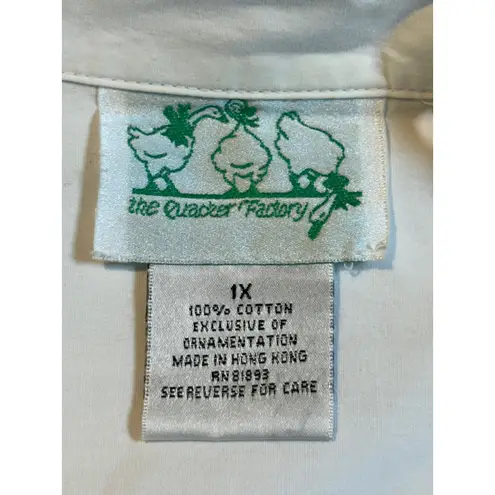 the Quacker Factory
1X
100% COTTON
EXCLUSIVE OF
ORNAMENTATION
MADE IN HONG KONG
RN 81893
SEE REVERSE FOR CARE